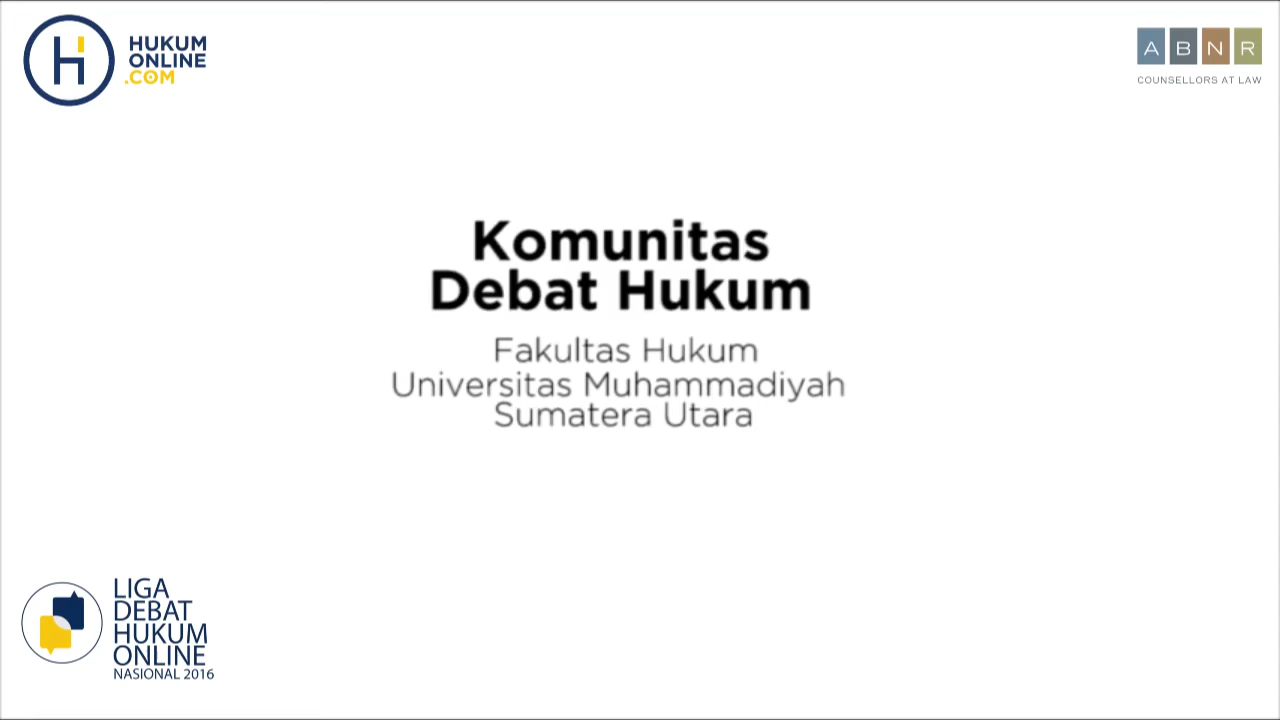 HUKUM
ONLINE
.COM
A B N R
COUNSELLORS AT LAW
Komunitas
Debat Hukum
Fakultas Hukum
Universitas Muhammadiyah
Sumatera Utara
LIGA
DEBAT
HUKUM
ONLINE
NASIONAL 2016